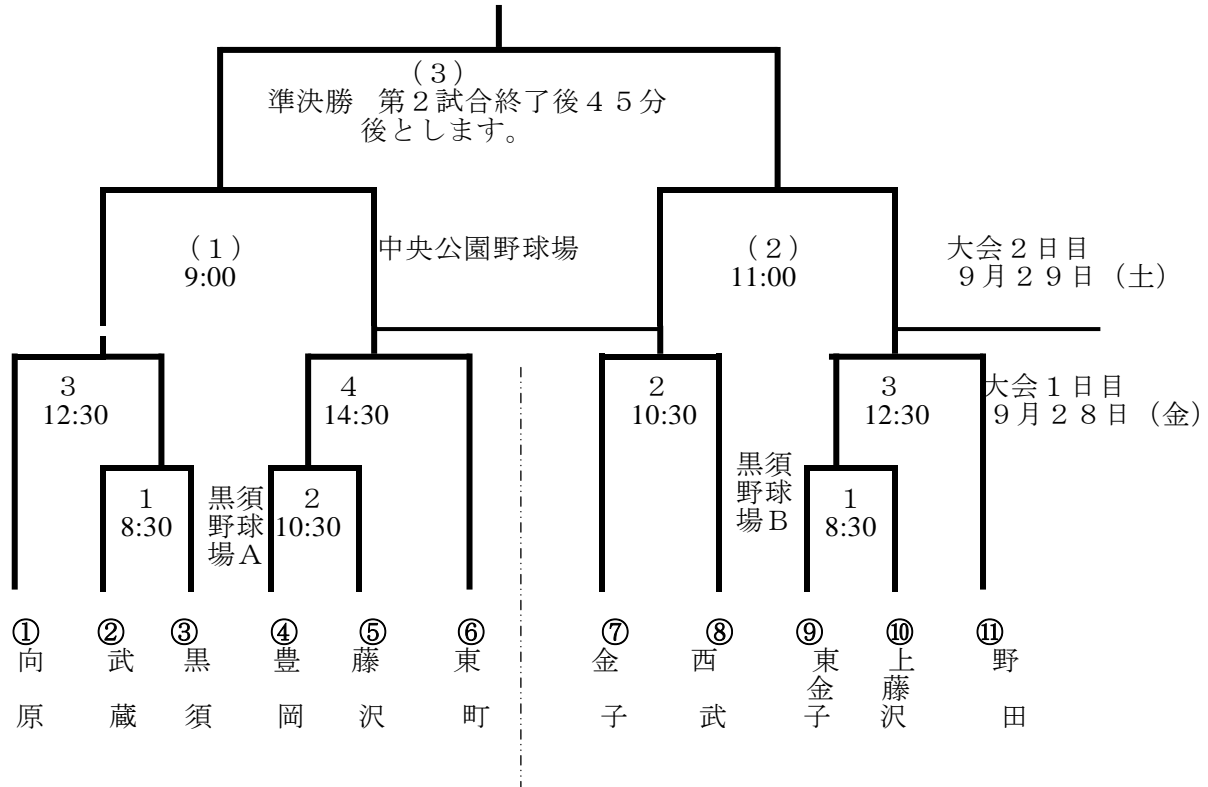 （３）
準決勝　第２試合終了後４５分
後とします。
（１）
9:00
中央公園野球場
（２）
11:00
大会２日目
９月２９日（土）
３
12:30
４
14:30
２
10:30
３
12:30
大会１日目
９月２８日（金）
１
8:30
黒須
野球
場Ａ
２
10:30
黒須
野球
場Ｂ
１
8:30
① ② ③ ④ ⑤ ⑥ ⑦ ⑧ ⑨ ⑩ ⑪
向原
武蔵
黒須
豊岡
藤沢
東町
金子
西武
東金子
上藤沢
野田